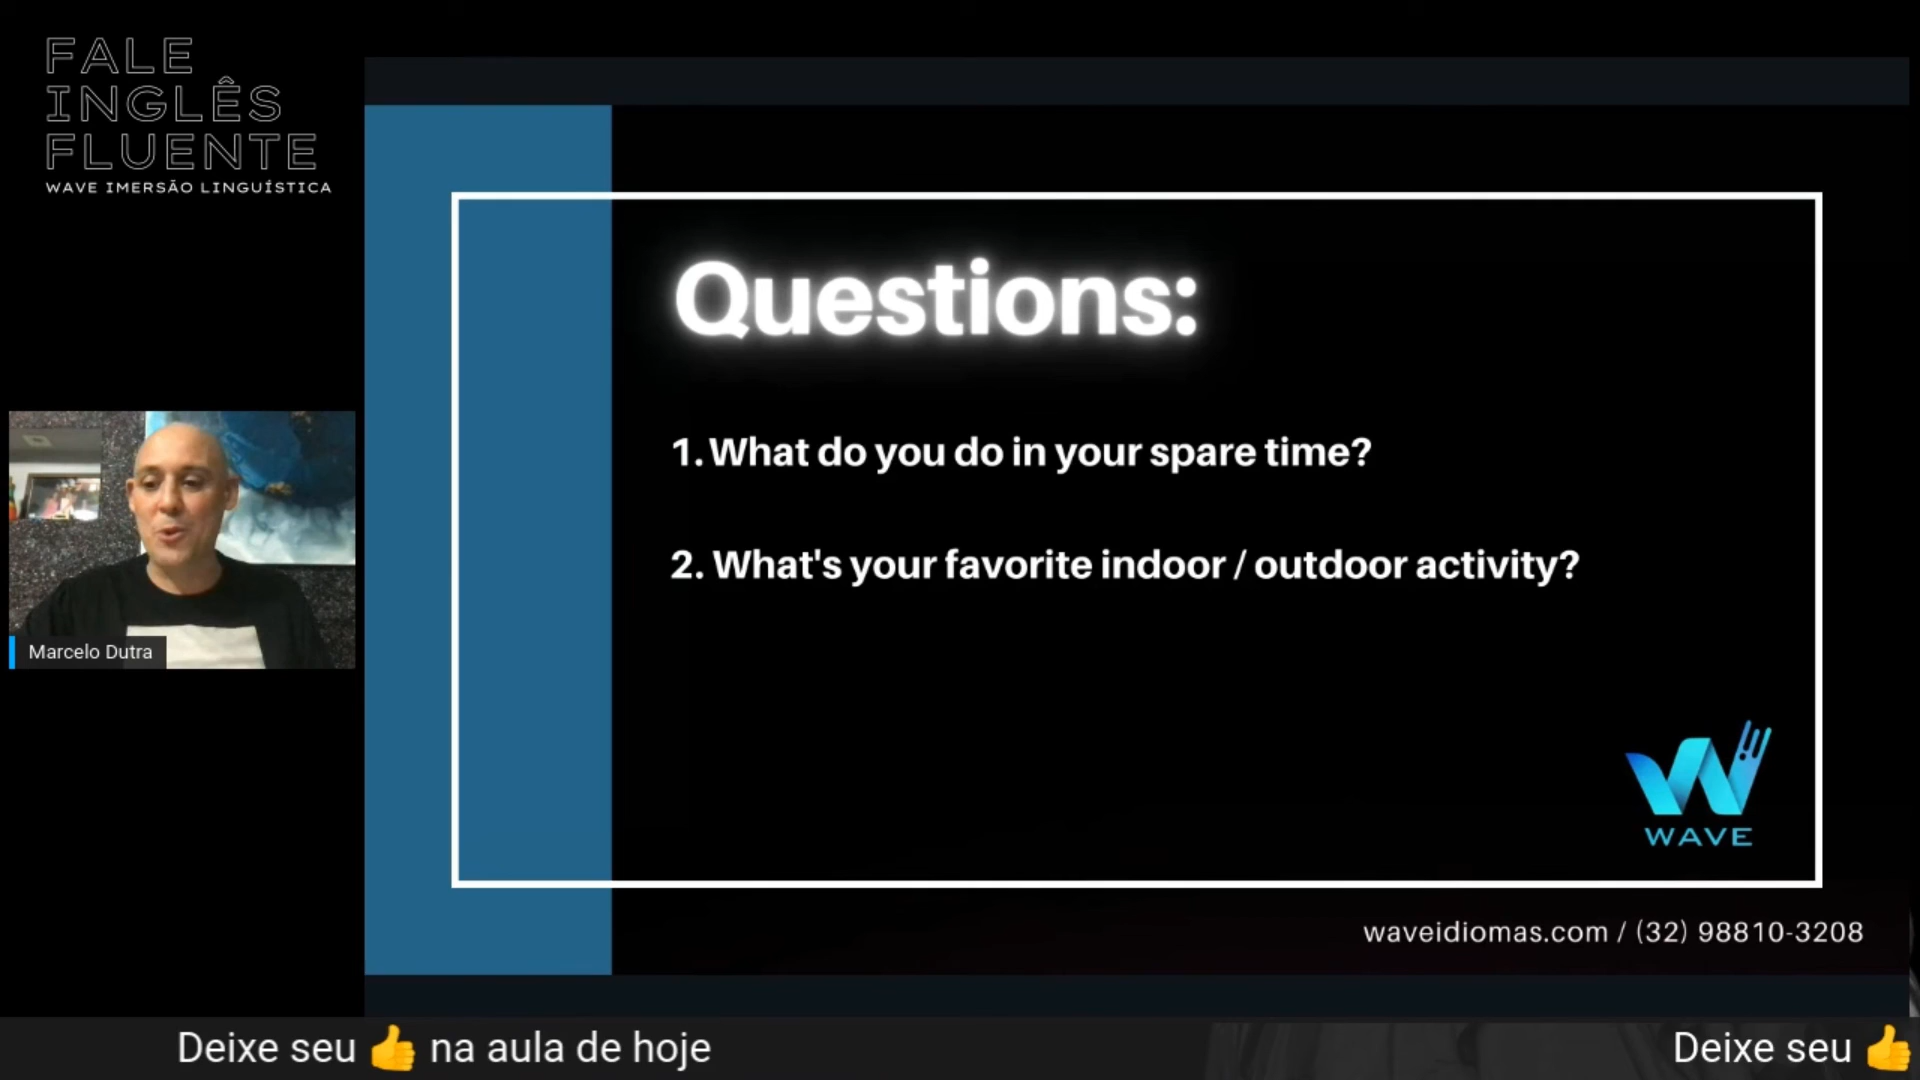 FALE
INGLÊS
FLUENTE
WAVE IMERSÃO LINGUÍSTICA
Questions:
1. What do you do in your spare time?
2. What's your favorite indoor / outdoor activity?
Marcelo Dutra
WAVE
waveidiomas.com / (32) 98810-3208
Deixe seu 👍 na aula de hoje
Deixe seu 👍